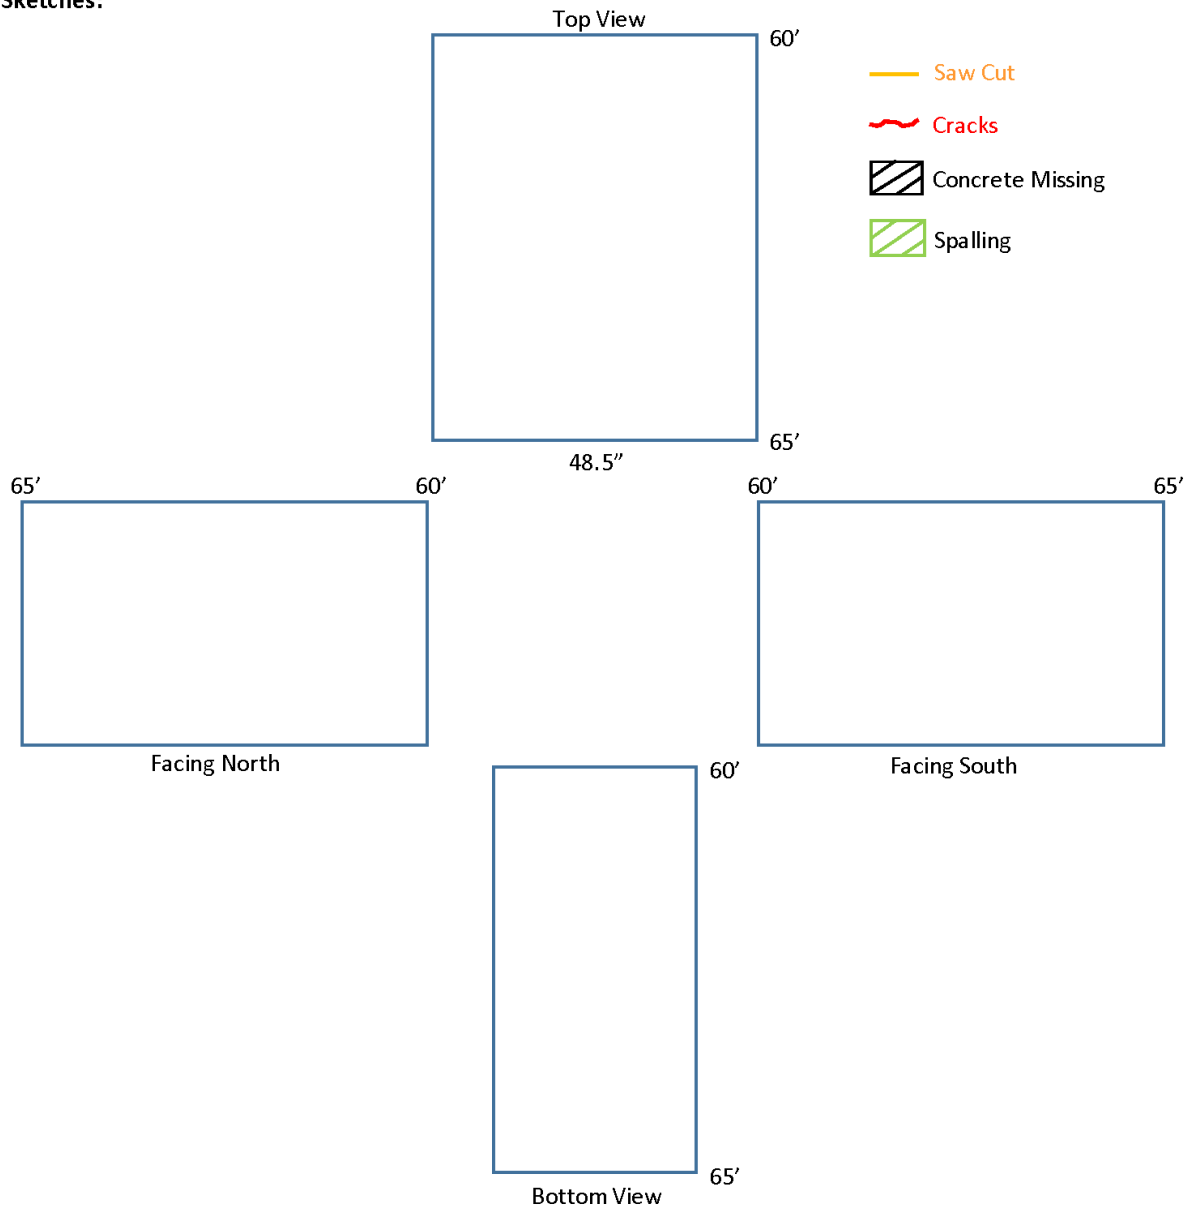 Sketches:
Top View
60'
Saw Cut
Cracks
Concrete Missing
Spalling
65'
48.5"
65'
60'
60'
65'
Facing North
Facing South
60'
65'
Bottom View